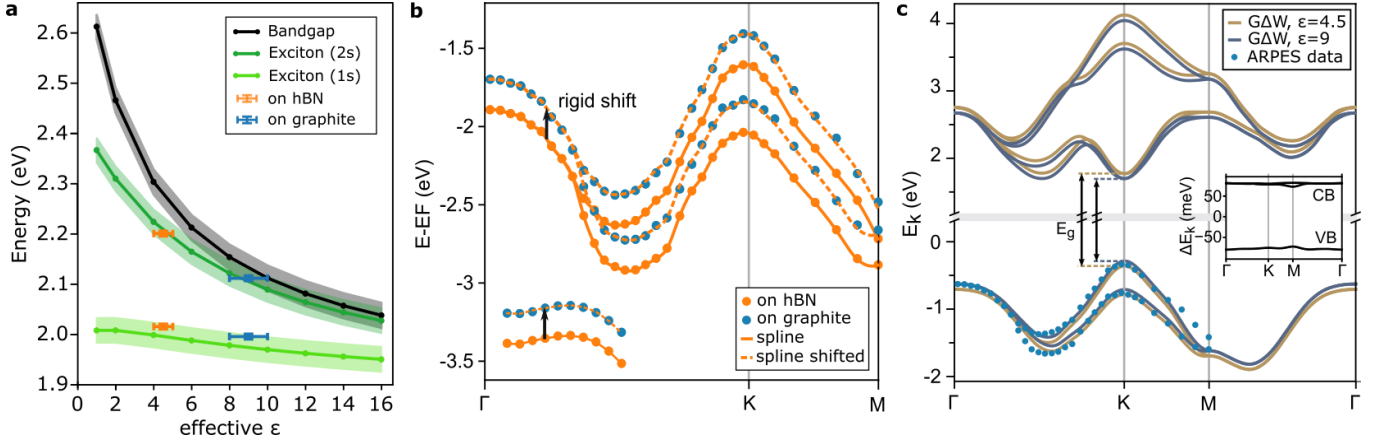 a
2.6
2.5
2.4
2.3
2.2
2.1
2.0
1.9
Energy (eV)
0 2 4 6 8 10 12 14 16
effective ε
Bandgap
Exciton (2s)
Exciton (1s)
on hBN
on graphite
b
-1.5
-2
-2.5
-3
-3.5
E-EF (eV)
rigid shift
on hBN
on graphite
spline
spline shifted
Γ K M
c
4
3
2
0
-1
-2
E_k (eV)
GΔW, ε=4.5
GΔW, ε=9
ARPES data
E_g
ΔE_k (meV)
50
0
−50
CB
VB
Γ K M Γ
Γ K M Γ